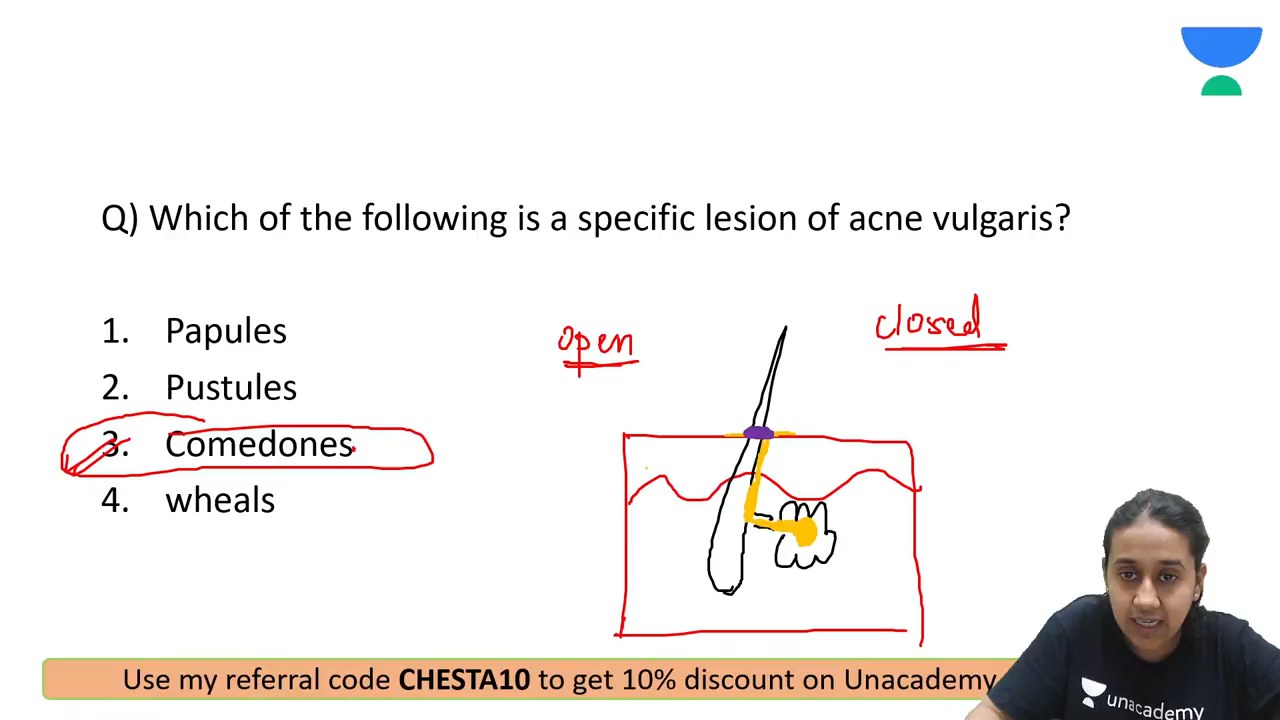 Q) Which of the following is a specific lesion of acne vulgaris?
1. Papules
2. Pustules
3. Comedones
4. wheals
open
closed
Use my referral code CHESTA10 to get 10% discount on Unacademy
unacademy